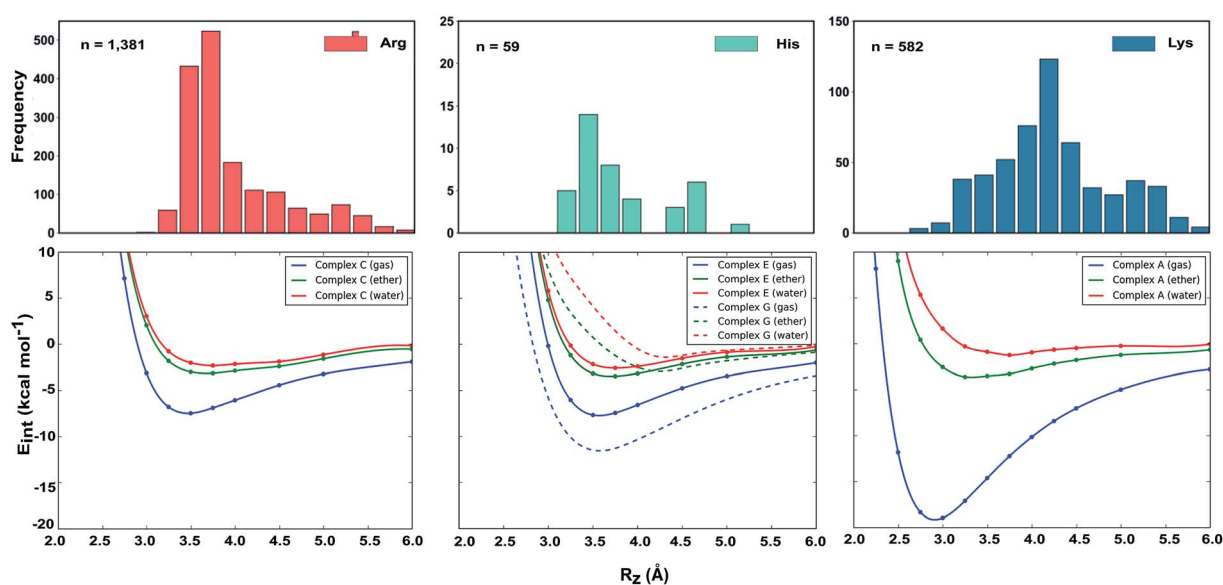 n = 1,381
Arg
n = 59
His
n = 582
Lys
Frequency
500
400
300
200
100
0
25
20
15
10
5
0
150
100
50
0
Complex C (gas)
Complex C (ether)
Complex C (water)
Complex E (gas)
Complex E (ether)
Complex E (water)
Complex G (gas)
Complex G (ether)
Complex G (water)
Complex A (gas)
Complex A (ether)
Complex A (water)
Eint (kcal mol⁻¹)
10
5
0
-5
-10
-15
-20
2.0 2.5 3.0 3.5 4.0 4.5 5.0 5.5 6.0
2.0 2.5 3.0 3.5 4.0 4.5 5.0 5.5 6.0
2.0 2.5 3.0 3.5 4.0 4.5 5.0 5.5 6.0
Rz (Å)